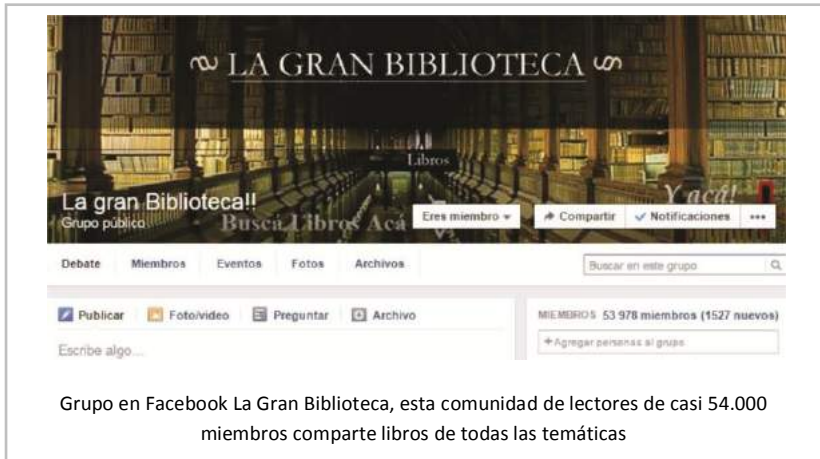 LA GRAN BIBLIOTECA
Libros
La gran Biblioteca!!
Y acá!
Grupo público
Buscá Libros Acá
Eres miembro
Compartir
Notificaciones
Debate Miembros Eventos Fotos Archivos
Buscar en este grupo
Publicar Foto/video Preguntar Archivo
MIEMBROS 53 978 miembros (1527 nuevos)
Escribe algo...
+Agregar personas al grupo
Grupo en Facebook La Gran Biblioteca, esta comunidad de lectores de casi 54.000
miembros comparte libros de todas las temáticas